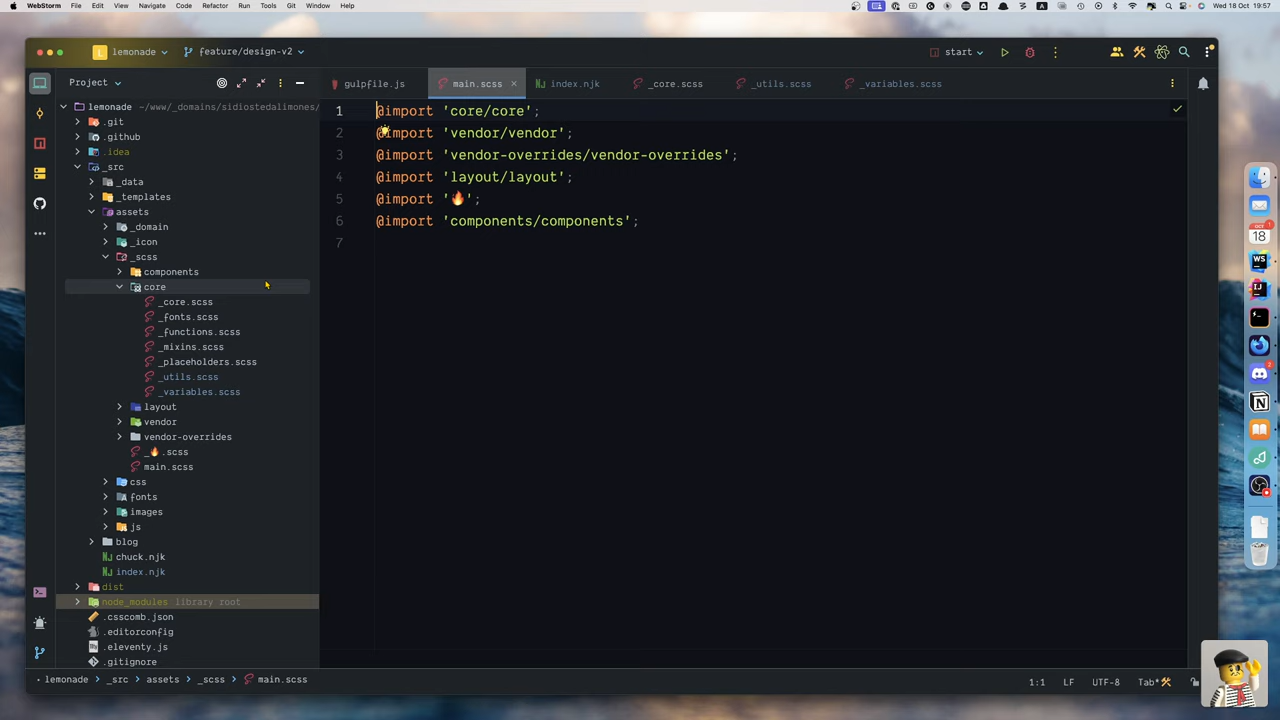 WebStorm File Edit View Navigate Code Refactor Run Tools Git Window Help
Wed 18 Oct 19:57
L lemonade feature/design-v2 start
Project
gulpfile.js main.scss index.njk _core.scss _utils.scss _variables.scss
lemonade ~/www/_domains/sidiostedalimones/
.git
.github
.idea
_src
_data
_templates
assets
_domain
_icon
_scss
components
core
_core.scss
_fonts.scss
_functions.scss
_mixins.scss
_placeholders.scss
_utils.scss
_variables.scss
layout
vendor
vendor-overrides
_🔥.scss
main.scss
css
fonts
images
js
blog
chuck.njk
index.njk
dist
node_modules library root
.csscomb.json
.editorconfig
.eleventy.js
.gitignore
1 @import 'core/core';
2 @import 'vendor/vendor';
3 @import 'vendor-overrides/vendor-overrides';
4 @import 'layout/layout';
5 @import '🔥';
6 @import 'components/components';
7
lemonade _src assets _scss main.scss
1:1 LF UTF-8 Tab*
OCT
18
WS
IJ